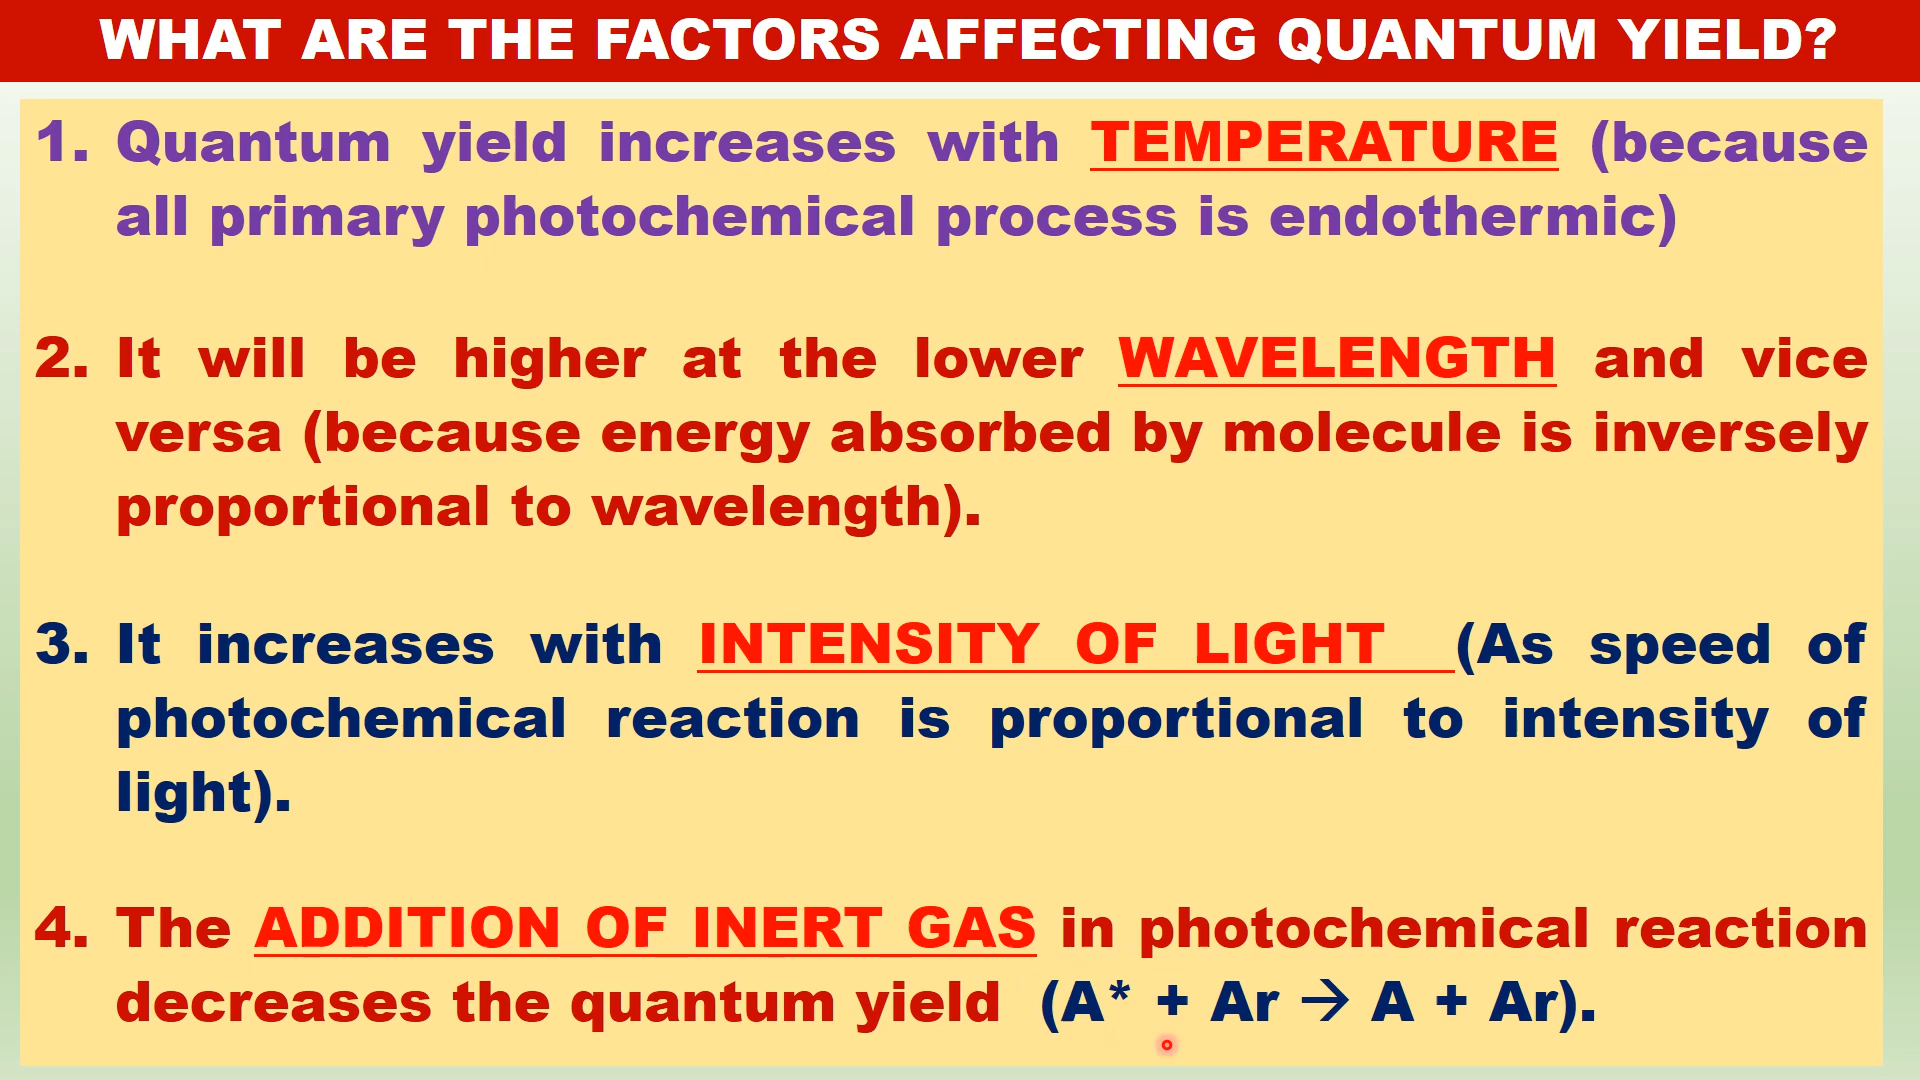 WHAT ARE THE FACTORS AFFECTING QUANTUM YIELD?
1. Quantum yield increases with TEMPERATURE (because
all primary photochemical process is endothermic)
2. It will be higher at the lower WAVELENGTH and vice
versa (because energy absorbed by molecule is inversely
proportional to wavelength).
3. It increases with INTENSITY OF LIGHT (As speed of
photochemical reaction is proportional to intensity of
light).
4. The ADDITION OF INERT GAS in photochemical reaction
decreases the quantum yield (A* + Ar → A + Ar).